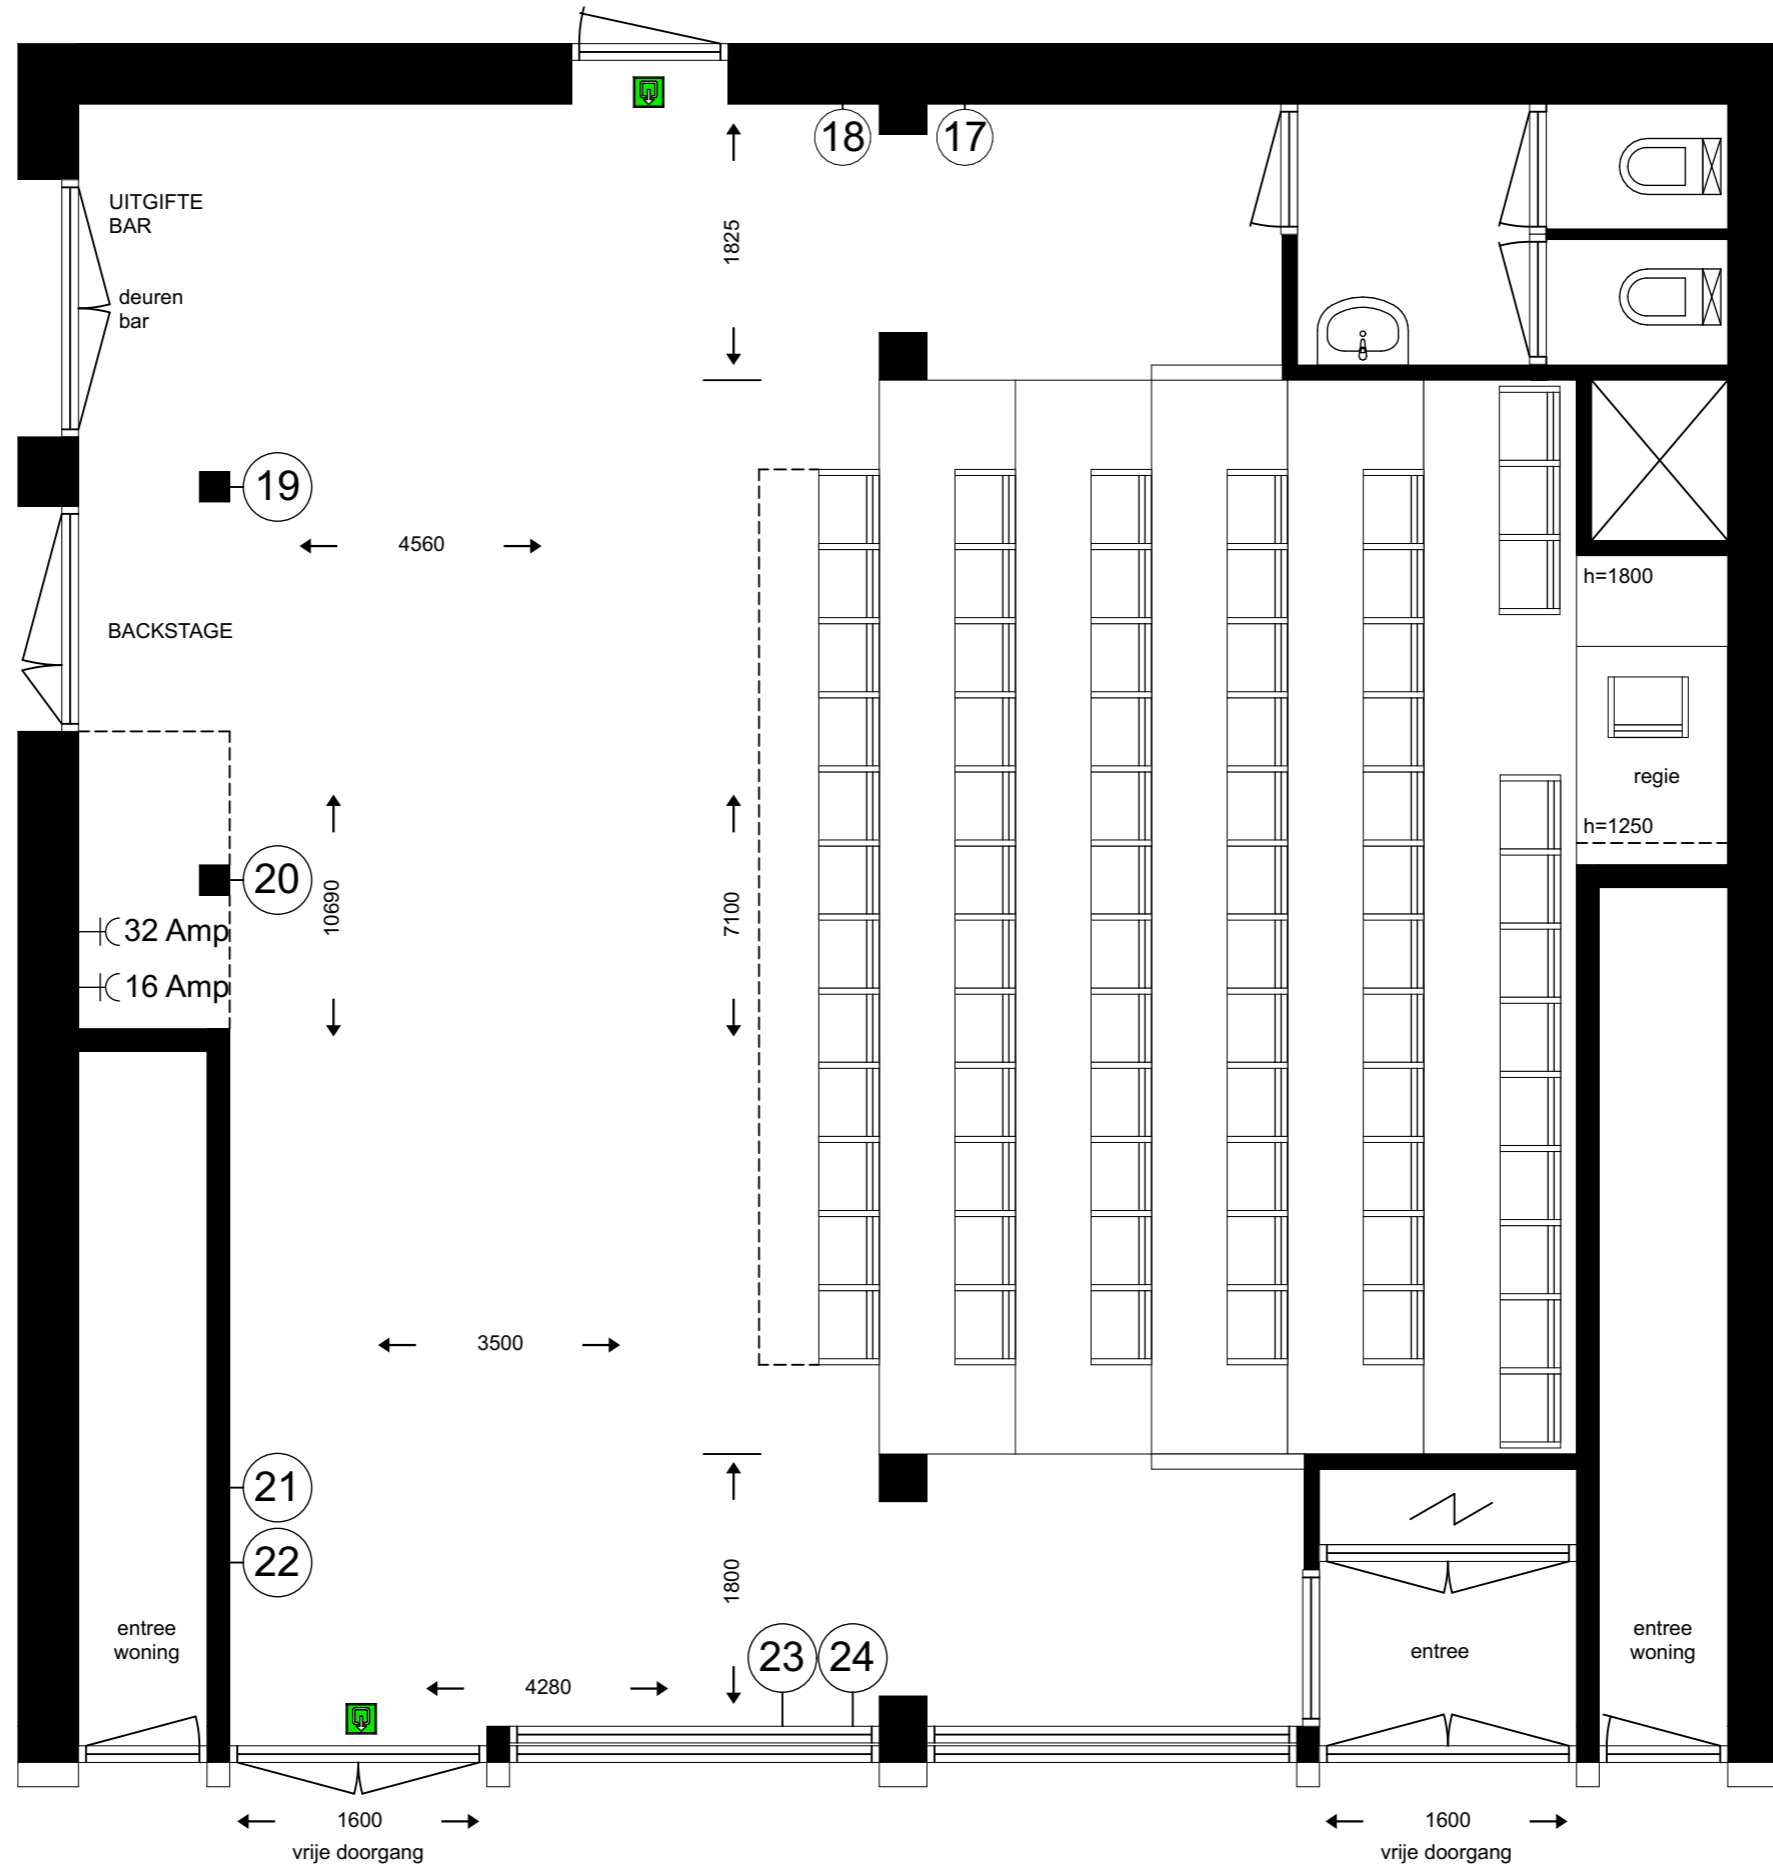 18
17
UITGIFTE
BAR
1825
deuren
bar
19
4560
h=1800
BACKSTAGE
regie
h=1250
20
10690
7100
32 Amp
16 Amp
3500
21
22
1800
entree
woning
23
24
entree
entree
woning
4280
1600
vrije doorgang
1600
vrije doorgang